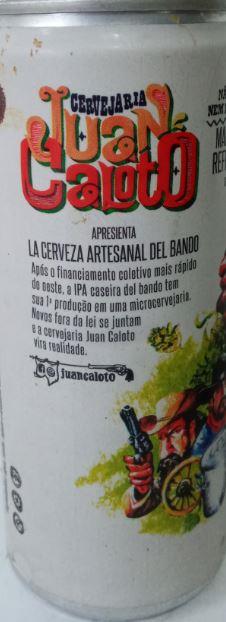 CERVEJARIA
Juan
Caloto
APRESENTA
LA CERVEZA ARTESANAL DEL BANDO
Após o financiamento coletivo mais rápido
do oeste, a IPA caseira del bando tem
sua 1ª produção em uma microcervejaria.
Novos fora da lei se juntam
e a cervejaria Juan Caloto
vira realidade.
juancaloto